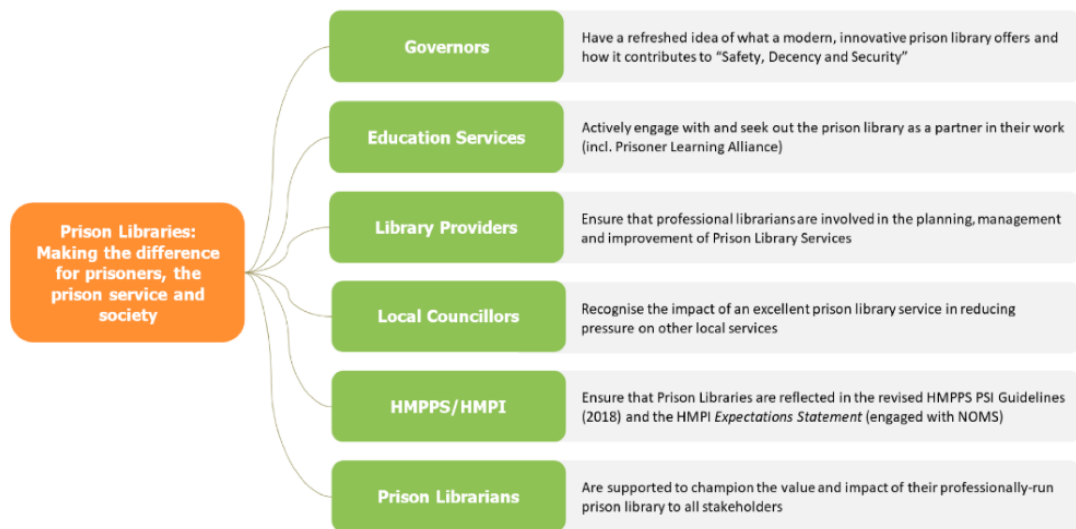 Prison Libraries:
Making the difference
for prisoners, the
prison service and
society
Governors
Have a refreshed idea of what a modern, innovative prison library offers and
how it contributes to “Safety, Decency and Security”
Education Services
Actively engage with and seek out the prison library as a partner in their work
(incl. Prisoner Learning Alliance)
Library Providers
Ensure that professional librarians are involved in the planning, management
and improvement of Prison Library Services
Local Councillors
Recognise the impact of an excellent prison library service in reducing
pressure on other local services
HMPPS/HMPI
Ensure that Prison Libraries are reflected in the revised HMPPS PSI Guidelines
(2018) and the HMPI Expectations Statement (engaged with NOMS)
Prison Librarians
Are supported to champion the value and impact of their professionally-run
prison library to all stakeholders